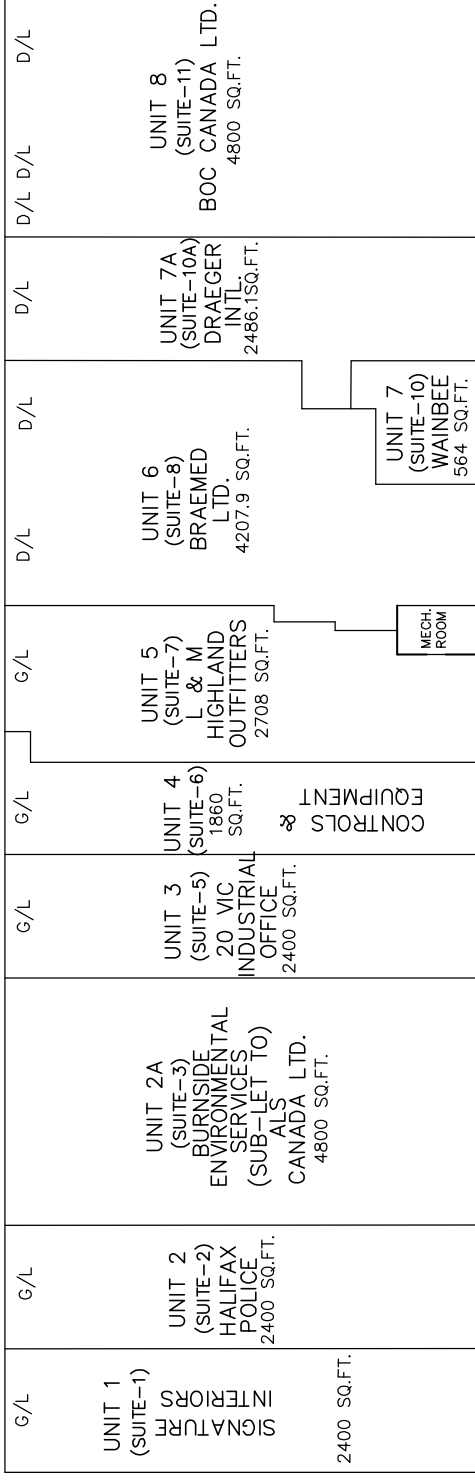 G/L
UNIT 1
(SUITE-1)
SIGNATURE
INTERIORS
2400 SQ.FT.
G/L
UNIT 2
(SUITE-2)
HALIFAX
POLICE
2400 SQ.FT.
UNIT 2A
(SUITE-3)
BURNSIDE
ENVIRONMENTAL
SERVICES
(SUB-LET TO)
ALS
CANADA LTD.
4800 SQ.FT.
G/L
UNIT 3
(SUITE-5)
20 VIC
INDUSTRIAL
OFFICE
2400 SQ.FT.
G/L
UNIT 4
(SUITE-6)
1860
SQ.FT.
CONTROLS &
EQUIPMENT
G/L
UNIT 5
(SUITE-7)
L & M
HIGHLAND
OUTFITTERS
2708 SQ.FT.
MECH.
ROOM
D/L
D/L
UNIT 6
(SUITE-8)
BRAEMED
LTD.
4207.9 SQ.FT.
UNIT 7
(SUITE-10)
WAINBEE
564 SQ.FT.
D/L
UNIT 7A
(SUITE-10A)
DRAEGER
INTL.
2486.1SQ.FT.
D/L D/L
D/L
UNIT 8
(SUITE-11)
BOC CANADA LTD.
4800 SQ.FT.